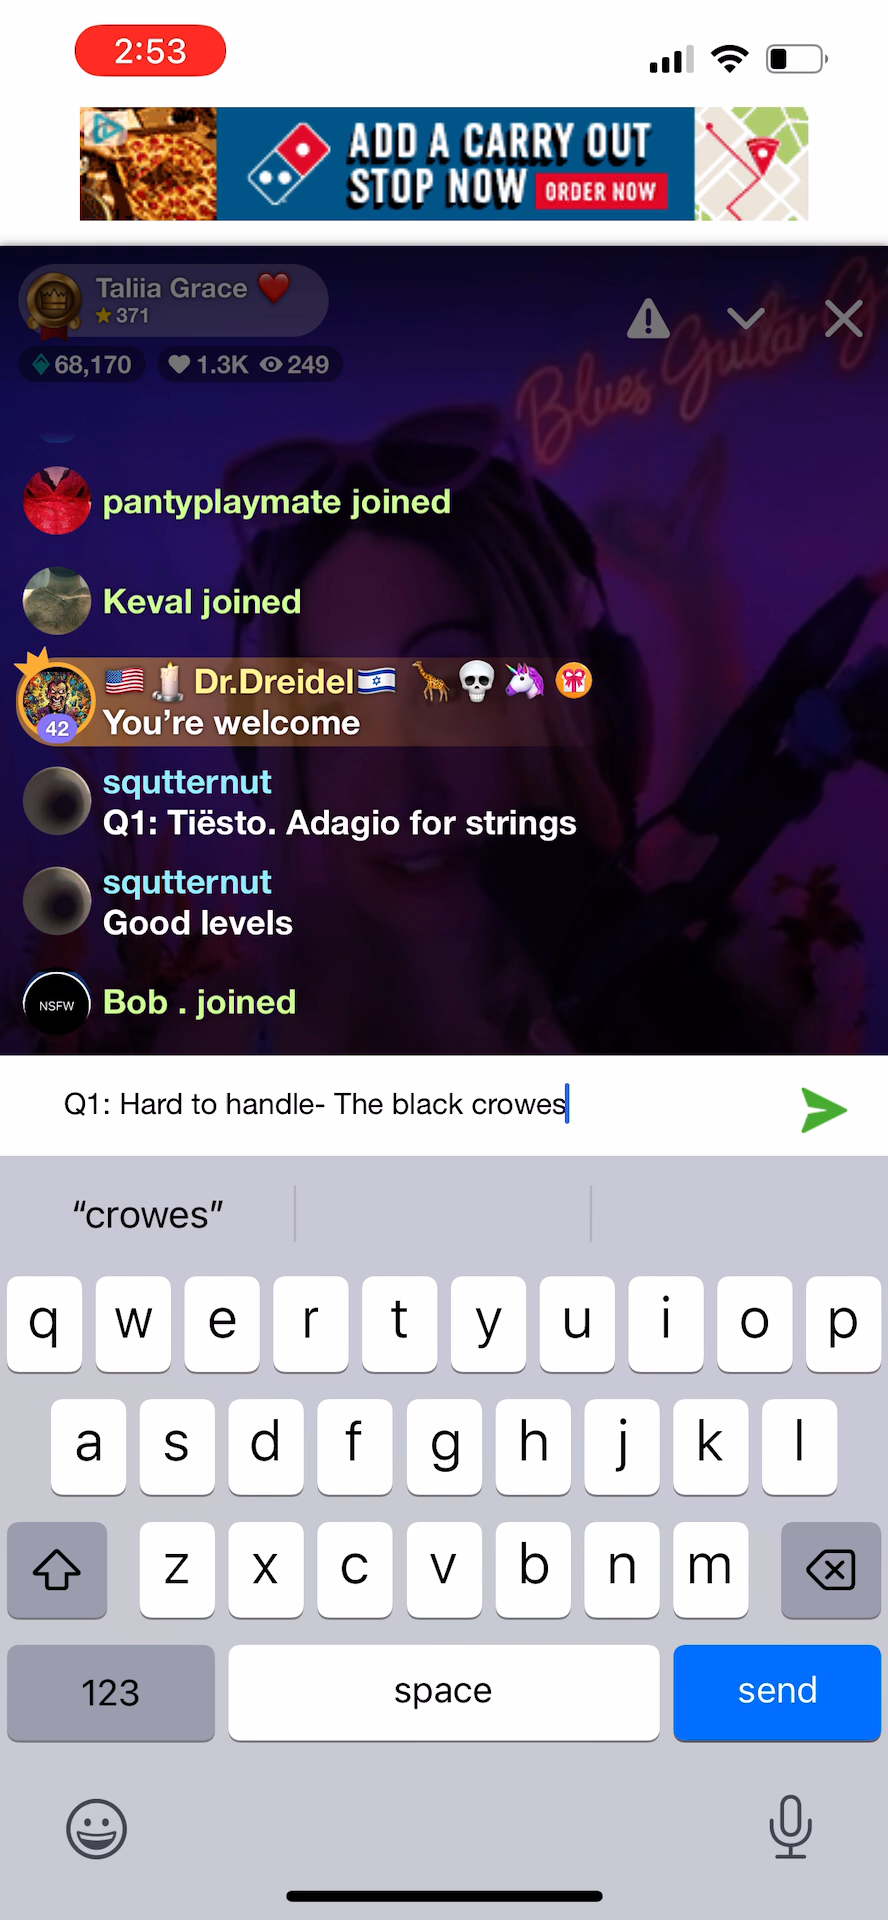 2:53
ADD A CARRY OUT
STOP NOW ORDER NOW
Taliia Grace ❤️
371
68,170 1.3K 249
Blues Guitar
pantyplaymate joined
Keval joined
🇺🇸🕯️ Dr.Dreidel🇮🇱 🦒💀🦄
42
You're welcome
squtternut
Q1: Tiësto. Adagio for strings
squtternut
Good levels
NSFW
Bob . joined
Q1: Hard to handle- The black crowes
“crowes”
q w e r t y u i o p
a s d f g h j k l
z x c v b n m
123 space send